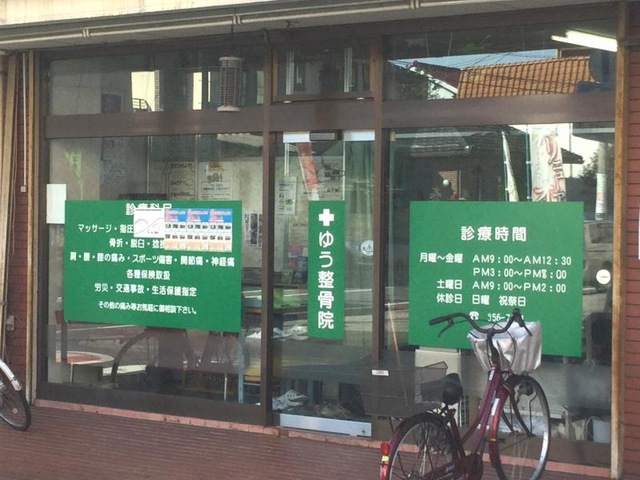 診療科目
マッサージ・指圧
骨折・脱臼・捻挫
肩・腰・膝の痛み・スポーツ傷害・関節痛・神経痛
各種保険取扱
労災・交通事故・生活保護指定
その他の痛み等お気軽に御相談下さい。
ゆう整骨院
診療時間
月曜〜金曜 AM9:00〜AM12:30
PM3:00〜PM8:00
土曜日 AM9:00〜PM2:00
休診日 日曜 祝祭日
☎ 356-7